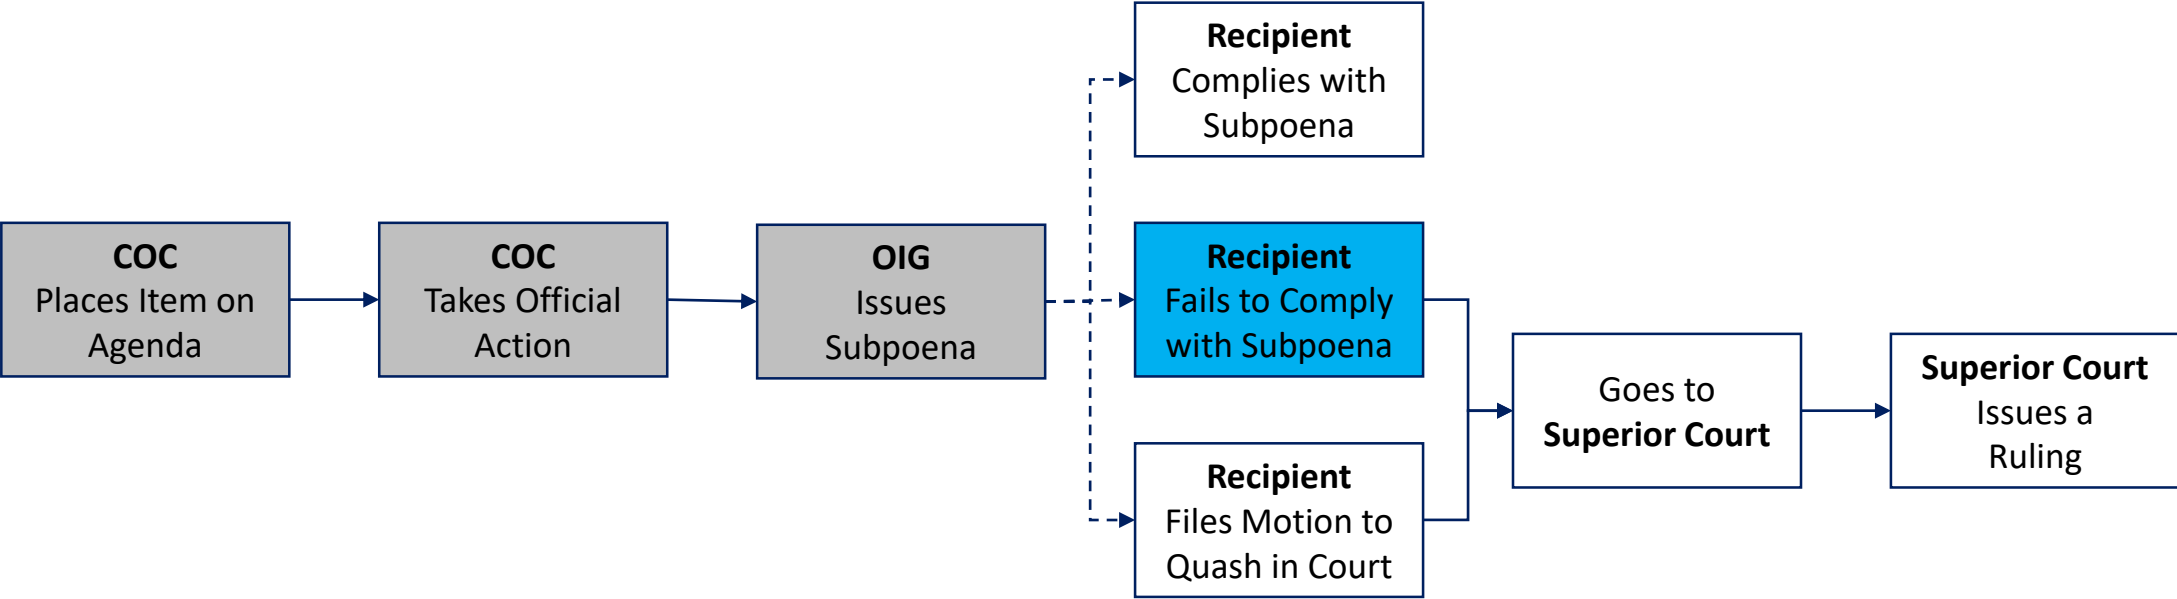 COC
Places Item on
Agenda
COC
Takes Official
Action
OIG
Issues
Subpoena
Recipient
Complies with
Subpoena
Recipient
Fails to Comply
with Subpoena
Recipient
Files Motion to
Quash in Court
Goes to
Superior Court
Superior Court
Issues a
Ruling